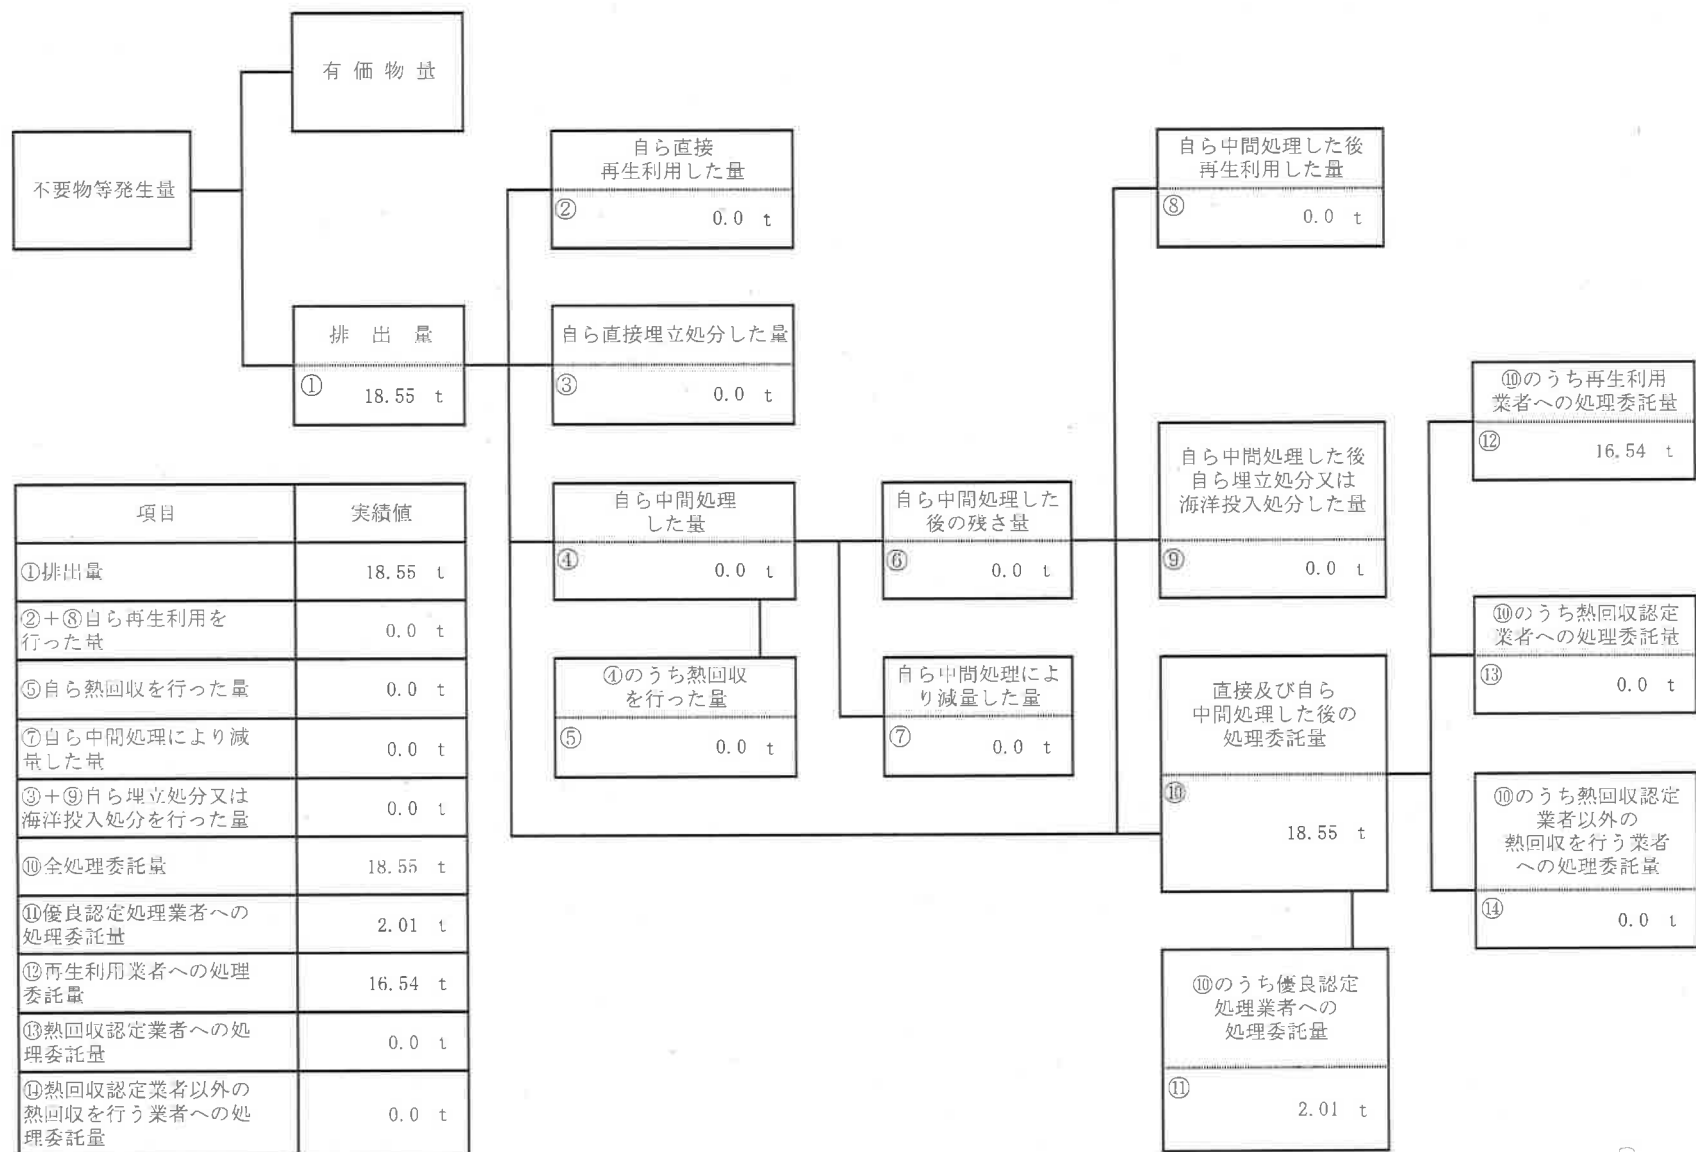 有価物量
不要物等発生量
排出量
① 18.55 t
自ら直接
再生利用した量
② 0.0 t
自ら直接埋立処分した量
③ 0.0 t
自ら中間処理
した量
④ 0.0 t
④のうち熱回収
を行った量
⑤ 0.0 t
自ら中間処理した
後の残さ量
⑥ 0.0 t
自ら中間処理によ
り減量した量
⑦ 0.0 t
自ら中間処理した後
再生利用した量
⑧ 0.0 t
自ら中間処理した後
自ら埋立処分又は
海洋投入処分した量
⑨ 0.0 t
直接及び自ら
中間処理した後の
処理委託量
⑩ 18.55 t
⑩のうち優良認定
処理業者への
処理委託量
⑪ 2.01 t
⑩のうち再生利用
業者への処理委託量
⑫ 16.54 t
⑩のうち熱回収認定
業者への処理委託量
⑬ 0.0 t
⑩のうち熱回収認定
業者以外の
熱回収を行う業者
への処理委託量
⑭ 0.0 t
項目 実績値
①排出量 18.55 t
②+⑧自ら再生利用を
行った量 0.0 t
⑤自ら熱回収を行った量 0.0 t
⑦自ら中間処理により減
量した量 0.0 t
③+⑨自ら埋立処分又は
海洋投入処分を行った量 0.0 t
⑩全処理委託量 18.55 t
⑪優良認定処理業者への
処理委託量 2.01 t
⑫再生利用業者への処理
委託量 16.54 t
⑬熱回収認定業者への処
理委託量 0.0 t
⑭熱回収認定業者以外の
熱回収を行う業者への処
理委託量 0.0 t